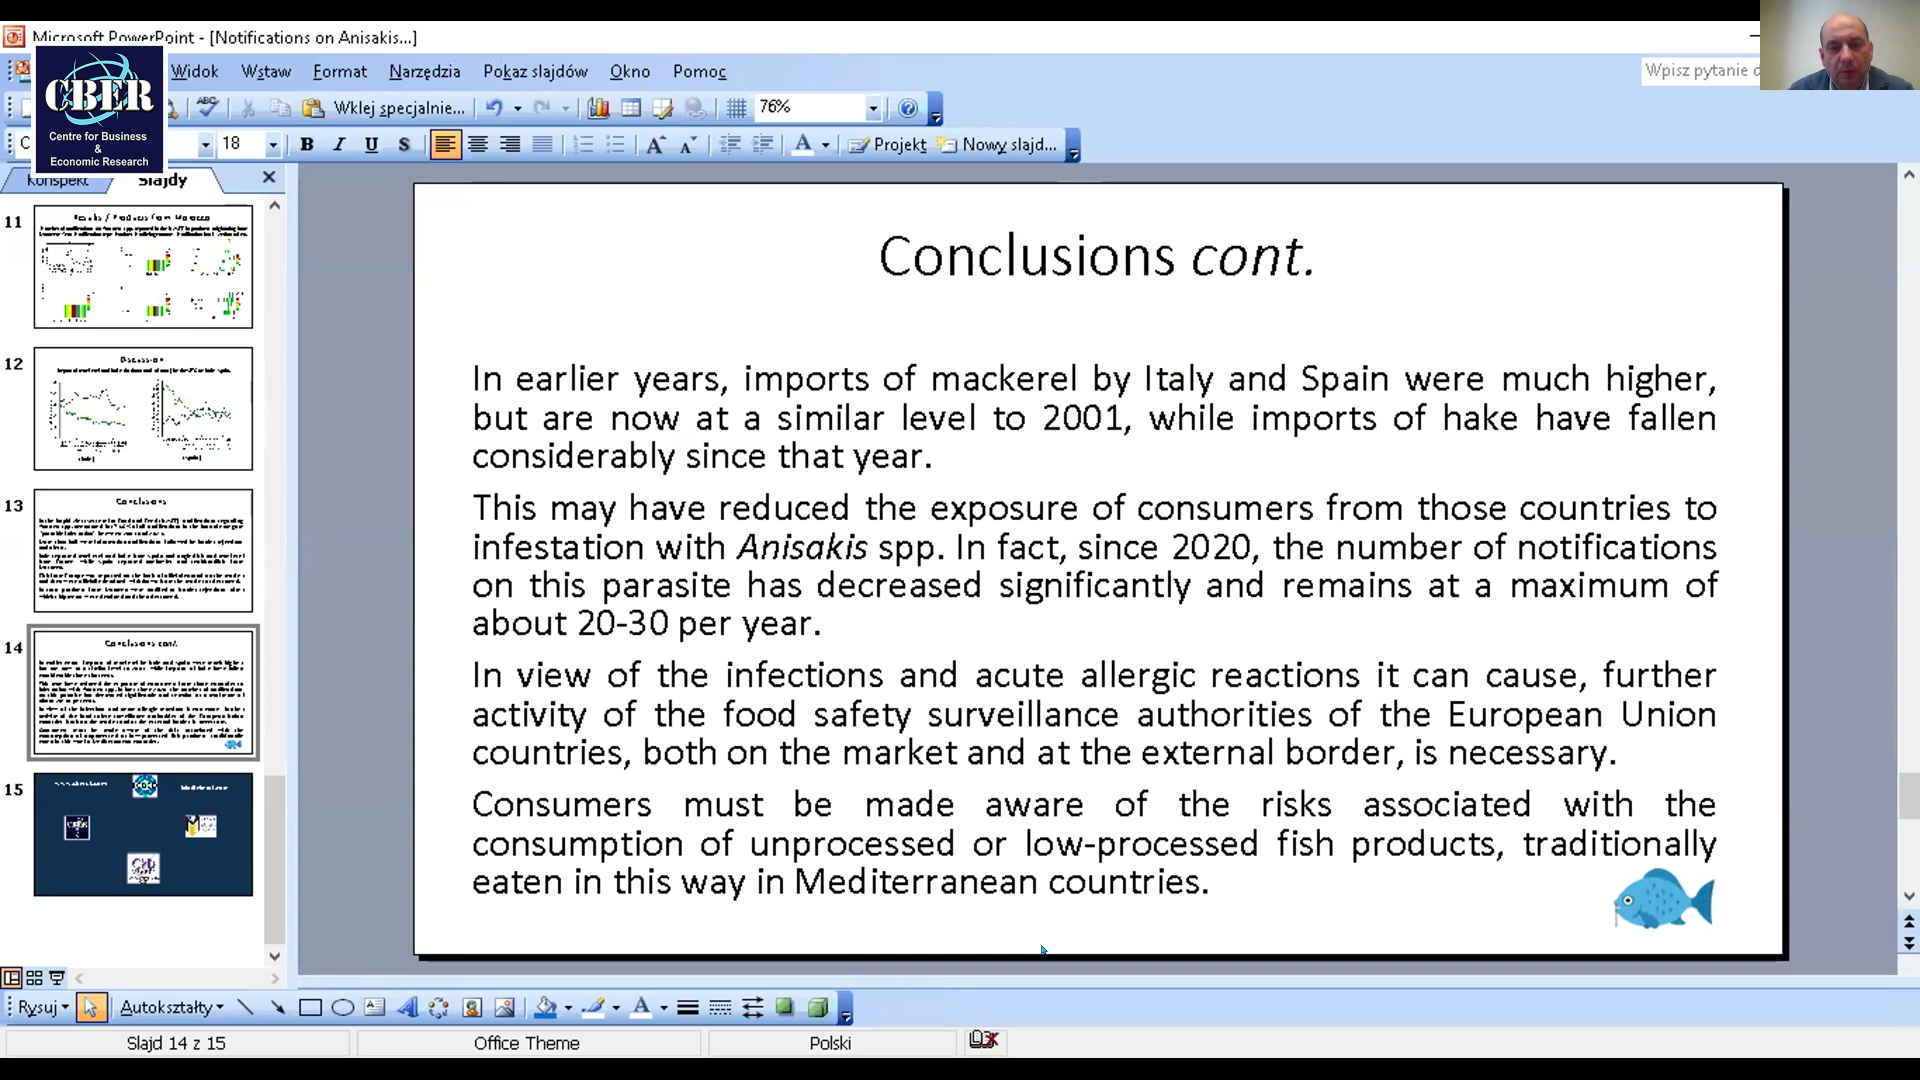 Microsoft PowerPoint - [Notifications on Anisakis...]
Widok Wstaw Format Narzędzia Pokaz slajdów Okno Pomoc
Wpisz pytanie d
CBER
Centre for Business
&
Economic Research
Wklej specjalnie...
76%
18
Projekt Nowy slajd...
Konspekt Slajdy
11
Results / Products from Morocco
12
Discussion
13
Conclusions
14
Conclusions cont.
15
Conclusions cont.
In earlier years, imports of mackerel by Italy and Spain were much higher,
but are now at a similar level to 2001, while imports of hake have fallen
considerably since that year.
This may have reduced the exposure of consumers from those countries to
infestation with Anisakis spp. In fact, since 2020, the number of notifications
on this parasite has decreased significantly and remains at a maximum of
about 20-30 per year.
In view of the infections and acute allergic reactions it can cause, further
activity of the food safety surveillance authorities of the European Union
countries, both on the market and at the external border, is necessary.
Consumers must be made aware of the risks associated with the
consumption of unprocessed or low-processed fish products, traditionally
eaten in this way in Mediterranean countries.
Rysuj Autokształty
Slajd 14 z 15 Office Theme Polski